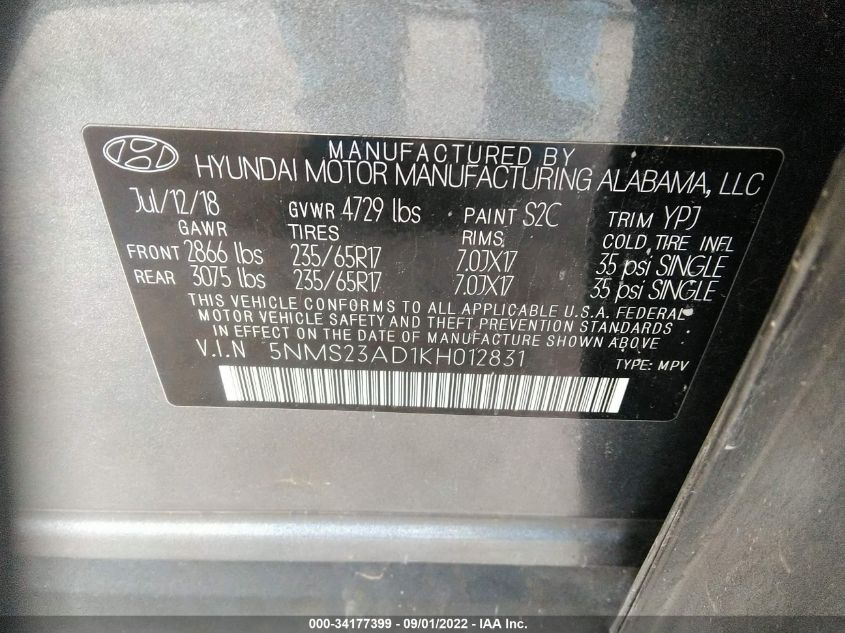 MANUFACTURED BY
HYUNDAI MOTOR MANUFACTURING ALABAMA, LLC
Jul/12/18 GVWR 4729 lbs PAINT S2C TRIM YPJ
GAWR TIRES RIMS COLD TIRE INFL
FRONT 2866 lbs 235/65R17 7.0JX17 35 psi SINGLE
REAR 3075 lbs 235/65R17 7.0JX17 35 psi SINGLE
THIS VEHICLE CONFORMS TO ALL APPLICABLE U.S.A. FEDERAL
MOTOR VEHICLE SAFETY AND THEFT PREVENTION STANDARDS
IN EFFECT ON THE DATE OF MANUFACTURE SHOWN ABOVE
V.I.N 5NMS23AD1KH012831 TYPE: MPV
000-34177399 - 09/01/2022 - IAA Inc.